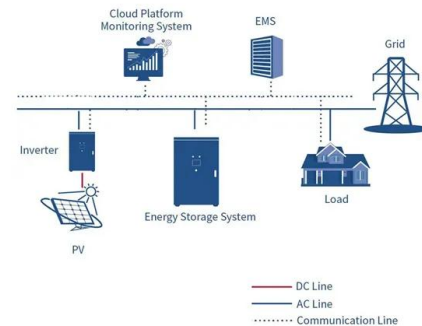 Cloud Platform
Monitoring System
EMS
Grid
Inverter
Energy Storage System
Load
PV
DC Line
AC Line
Communication Line